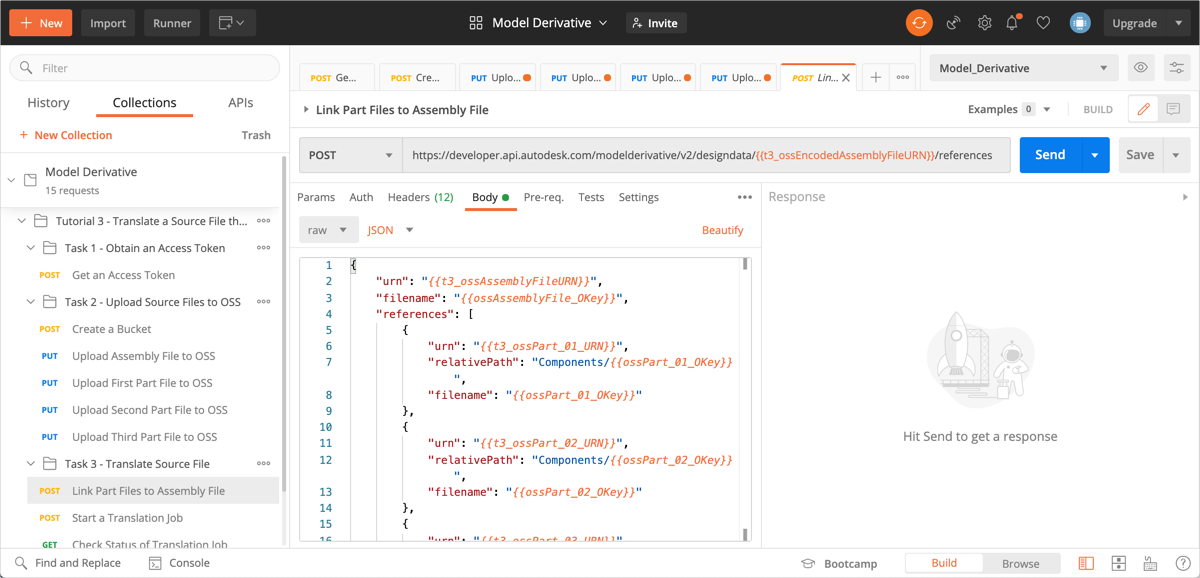 + New
Import
Runner
Model Derivative
Invite
Upgrade
Filter
History
Collections
APIs
+ New Collection
Trash
Model Derivative
15 requests
Tutorial 3 - Translate a Source File th...
Task 1 - Obtain an Access Token
POST Get an Access Token
Task 2 - Upload Source Files to OSS
POST Create a Bucket
PUT Upload Assembly File to OSS
PUT Upload First Part File to OSS
PUT Upload Second Part File to OSS
PUT Upload Third Part File to OSS
Task 3 - Translate Source File
POST Link Part Files to Assembly File
POST Start a Translation Job
GET Check Status of Translation Job
POST Ge...
POST Cre...
PUT Uplo...
PUT Uplo...
PUT Uplo...
PUT Uplo...
POST Lin...
Model_Derivative
Link Part Files to Assembly File
Examples 0
BUILD
POST
https://developer.api.autodesk.com/modelderivative/v2/designdata/{{t3_ossEncodedAssemblyFileURN}}/references
Send
Save
Params
Auth
Headers (12)
Body
Pre-req.
Tests
Settings
raw
JSON
Beautify
1 {
2 "urn": "{{t3_ossAssemblyFileURN}}",
3 "filename": "{{ossAssemblyFile_OKey}}",
4 "references": [
5 {
6 "urn": "{{t3_ossPart_01_URN}}",
7 "relativePath": "Components/{{ossPart_01_OKey}}
",
8 "filename": "{{ossPart_01_OKey}}"
9 },
10 {
11 "urn": "{{t3_ossPart_02_URN}}",
12 "relativePath": "Components/{{ossPart_02_OKey}}
",
13 "filename": "{{ossPart_02_OKey}}"
14 },
15 {
16 "urn": "{{t3_ossPart_03_URN}}"
Response
Hit Send to get a response
Find and Replace
Console
Bootcamp
Build
Browse